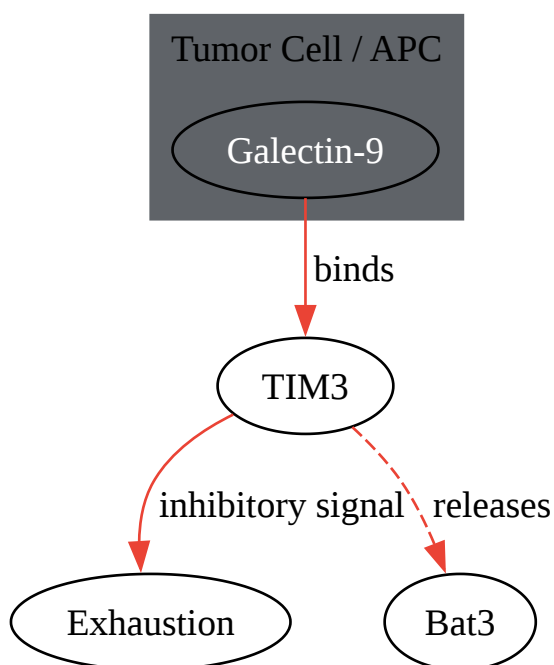 Tumor Cell / APC
Galectin-9
binds
TIM3
inhibitory signal
releases
Exhaustion
Bat3